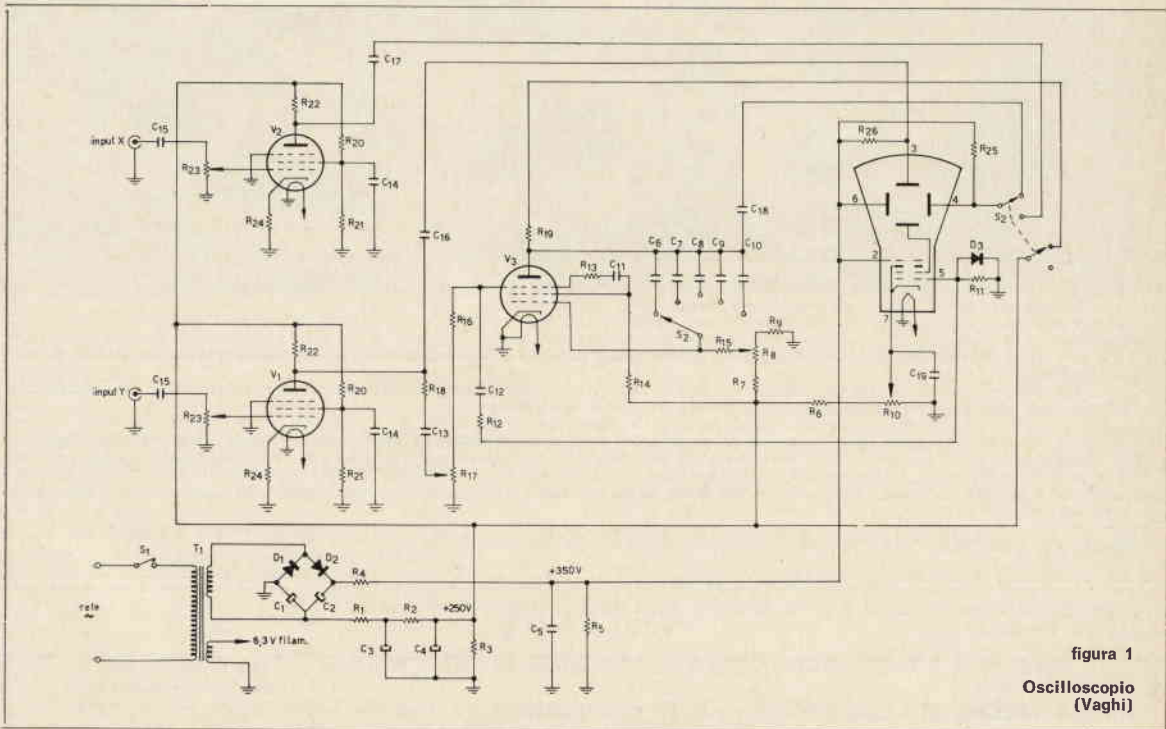 C17
R22
C15
input X
V2
R20
R23
C14
R24
R21
R26
3
R25
C18
6
4
S2
C16
R19
V3
R13
C11
C6
C7
C8
C9
C10
2
5
D3
R11
7
R16
S2
R15
R9
R8
C19
R22
C15
input Y
V1
R20
R18
C12
R14
R7
R6
R10
R23
C14
C13
R12
R24
R21
R17
S1
T1
D1
D2
R4
+350V
rete
~
C1
C2
R1
R2
+250V
6,3 V filam.
C3
C4
R3
C5
R5
figura 1
Oscilloscopio
(Vaghi)